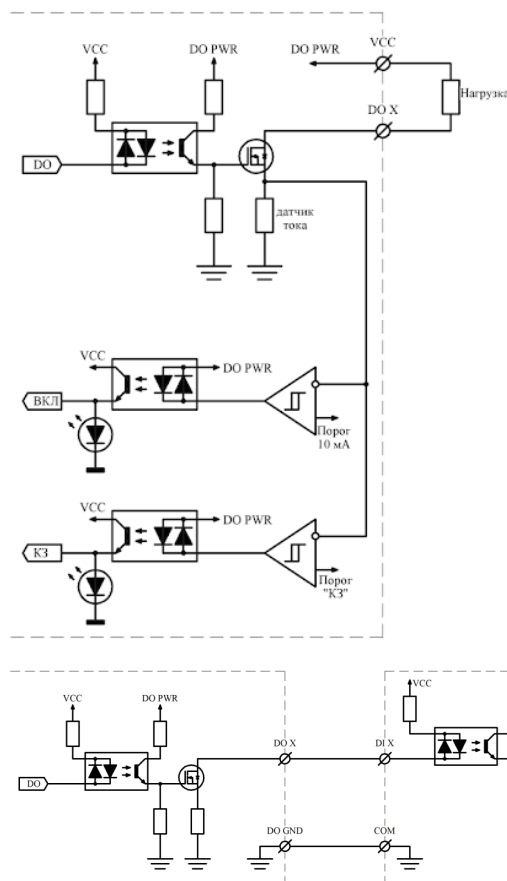 VCC
DO PWR
DO PWR
VCC
Нагрузка
DO X
DO
датчик
тока
VCC
DO PWR
ВКЛ
Порог
10 мА
VCC
DO PWR
КЗ
Порог
"КЗ"
VCC
DO PWR
VCC
DO X
DI X
DO
DO GND
COM